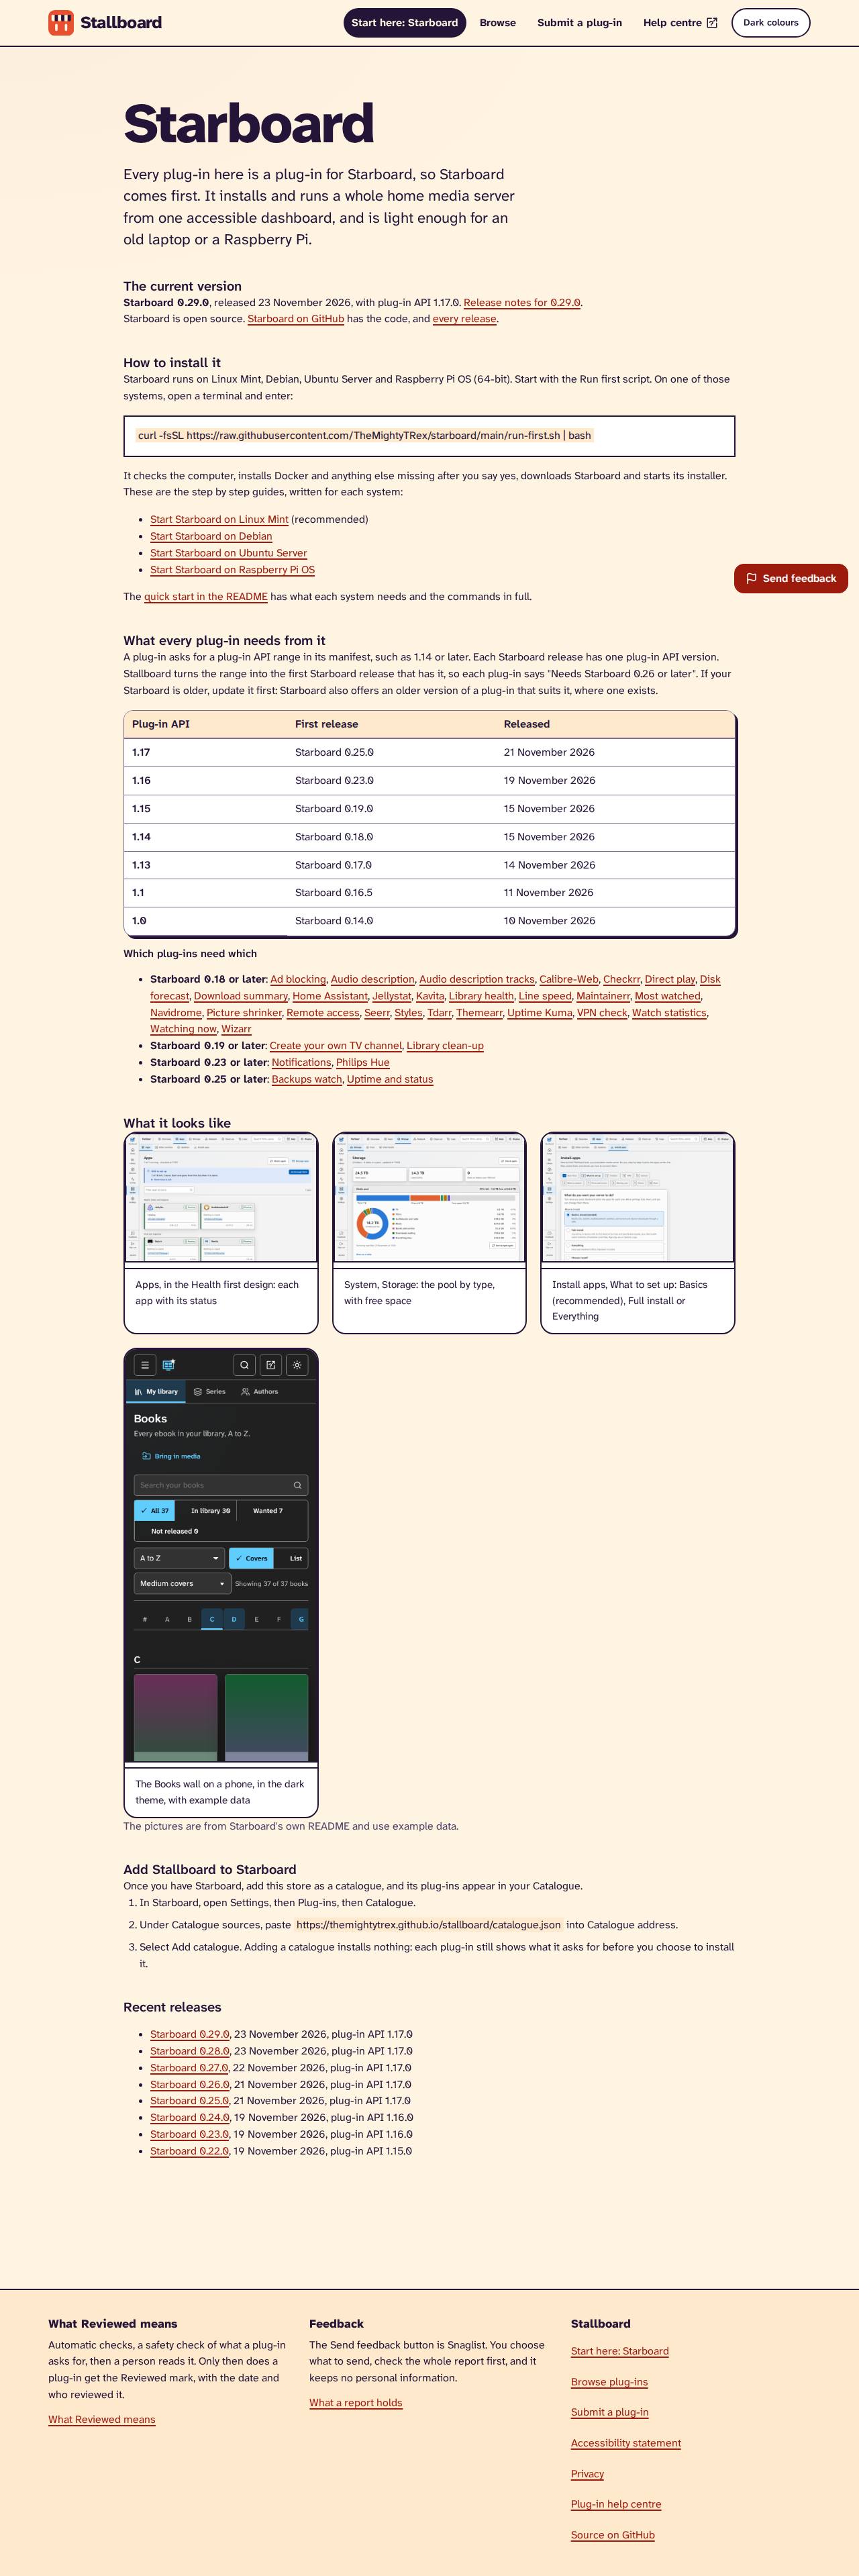 Stallboard
Start here: Starboard
Browse
Submit a plug-in
Help centre
Dark colours
Starboard
Every plug-in here is a plug-in for Starboard, so Starboard
comes first. It installs and runs a whole home media server
from one accessible dashboard, and is light enough for an
old laptop or a Raspberry Pi.
The current version
Starboard 0.29.0, released 23 November 2026, with plug-in API 1.17.0. Release notes for 0.29.0.
Starboard is open source. Starboard on GitHub has the code, and every release.
How to install it
Starboard runs on Linux Mint, Debian, Ubuntu Server and Raspberry Pi OS (64-bit). Start with the Run first script. On one of those
systems, open a terminal and enter:
curl -fsSL https://raw.githubusercontent.com/TheMightyTRex/starboard/main/run-first.sh | bash
It checks the computer, installs Docker and anything else missing after you say yes, downloads Starboard and starts its installer.
These are the step by step guides, written for each system:
• Start Starboard on Linux Mint (recommended)
• Start Starboard on Debian
• Start Starboard on Ubuntu Server
• Start Starboard on Raspberry Pi OS
Send feedback
The quick start in the README has what each system needs and the commands in full.
What every plug-in needs from it
A plug-in asks for a plug-in API range in its manifest, such as 1.14 or later. Each Starboard release has one plug-in API version.
Stallboard turns the range into the first Starboard release that has it, so each plug-in says "Needs Starboard 0.26 or later". If your
Starboard is older, update it first: Starboard also offers an older version of a plug-in that suits it, where one exists.
Plug-in API First release Released
1.17 Starboard 0.25.0 21 November 2026
1.16 Starboard 0.23.0 19 November 2026
1.15 Starboard 0.19.0 15 November 2026
1.14 Starboard 0.18.0 15 November 2026
1.13 Starboard 0.17.0 14 November 2026
1.1 Starboard 0.16.5 11 November 2026
1.0 Starboard 0.14.0 10 November 2026
Which plug-ins need which
• Starboard 0.18 or later: Ad blocking, Audio description, Audio description tracks, Calibre-Web, Checkrr, Direct play, Disk
forecast, Download summary, Home Assistant, Jellystat, Kavita, Library health, Line speed, Maintainerr, Most watched,
Navidrome, Picture shrinker, Remote access, Seerr, Styles, Tdarr, Themearr, Uptime Kuma, VPN check, Watch statistics,
Watching now, Wizarr
• Starboard 0.19 or later: Create your own TV channel, Library clean-up
• Starboard 0.23 or later: Notifications, Philips Hue
• Starboard 0.25 or later: Backups watch, Uptime and status
What it looks like
Apps
Storage
Install apps
What do you want your server to do?
Apps, in the Health first design: each
app with its status
System, Storage: the pool by type,
with free space
Install apps, What to set up: Basics
(recommended), Full install or
Everything
My library
Series
Authors
Books
Every ebook in your library, A to Z.
Bring in media
Search your books
All 37
In library 30
Wanted 7
Not released 0
A to Z
Covers
List
Medium covers
Showing 37 of 37 books
# A B C D E F G
C
The Books wall on a phone, in the dark
theme, with example data
The pictures are from Starboard's own README and use example data.
Add Stallboard to Starboard
Once you have Starboard, add this store as a catalogue, and its plug-ins appear in your Catalogue.
1. In Starboard, open Settings, then Plug-ins, then Catalogue.
2. Under Catalogue sources, paste https://themightytrex.github.io/stallboard/catalogue.json into Catalogue address.
3. Select Add catalogue. Adding a catalogue installs nothing: each plug-in still shows what it asks for before you choose to install
it.
Recent releases
• Starboard 0.29.0, 23 November 2026, plug-in API 1.17.0
• Starboard 0.28.0, 23 November 2026, plug-in API 1.17.0
• Starboard 0.27.0, 22 November 2026, plug-in API 1.17.0
• Starboard 0.26.0, 21 November 2026, plug-in API 1.17.0
• Starboard 0.25.0, 21 November 2026, plug-in API 1.17.0
• Starboard 0.24.0, 19 November 2026, plug-in API 1.16.0
• Starboard 0.23.0, 19 November 2026, plug-in API 1.16.0
• Starboard 0.22.0, 19 November 2026, plug-in API 1.15.0
What Reviewed means
Automatic checks, a safety check of what a plug-in
asks for, then a person reads it. Only then does a
plug-in get the Reviewed mark, with the date and
who reviewed it.
What Reviewed means
Feedback
The Send feedback button is Snaglist. You choose
what to send, check the whole report first, and it
keeps no personal information.
What a report holds
Stallboard
Start here: Starboard
Browse plug-ins
Submit a plug-in
Accessibility statement
Privacy
Plug-in help centre
Source on GitHub